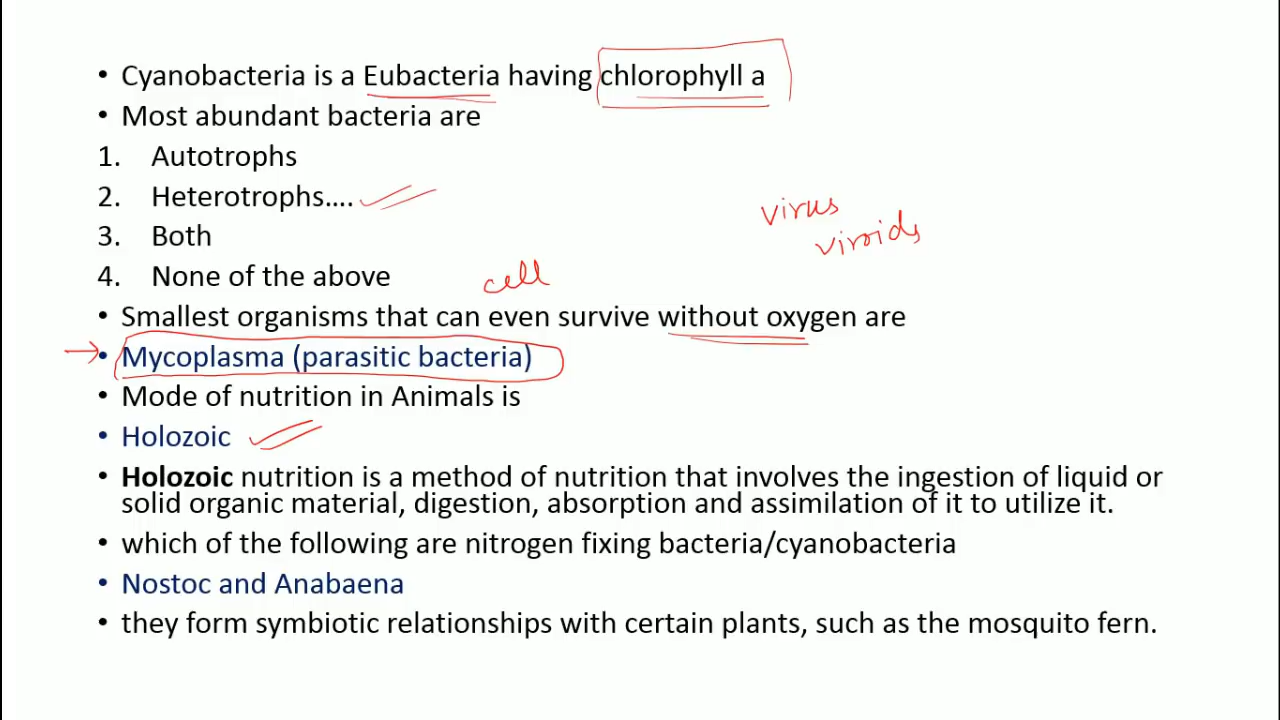 • Cyanobacteria is a Eubacteria having chlorophyll a
• Most abundant bacteria are
1. Autotrophs
2. Heterotrophs....
3. Both
4. None of the above
virus
viroids
cell
• Smallest organisms that can even survive without oxygen are
• Mycoplasma (parasitic bacteria)
• Mode of nutrition in Animals is
• Holozoic
• Holozoic nutrition is a method of nutrition that involves the ingestion of liquid or
solid organic material, digestion, absorption and assimilation of it to utilize it.
• which of the following are nitrogen fixing bacteria/cyanobacteria
• Nostoc and Anabaena
• they form symbiotic relationships with certain plants, such as the mosquito fern.